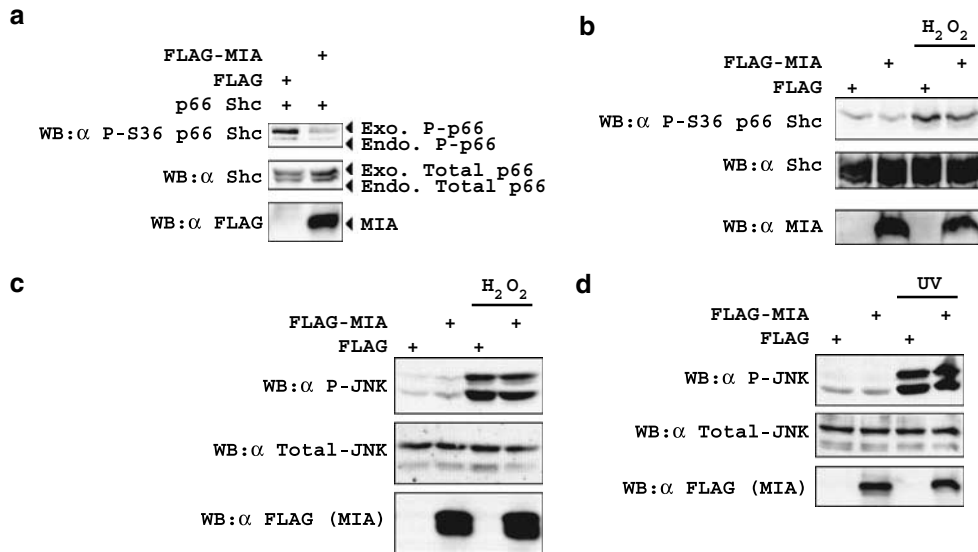 a
FLAG-MIA +
FLAG +
p66 Shc + +
WB:α P-S36 p66 Shc
Exo. P-p66
Endo. P-p66
WB:α Shc
Exo. Total p66
Endo. Total p66
WB:α FLAG
MIA
b
H2O2
FLAG-MIA + +
FLAG + +
WB:α P-S36 p66 Shc
WB:α Shc
WB:α MIA
c
H2O2
FLAG-MIA + +
FLAG + +
WB:α P-JNK
WB:α Total-JNK
WB:α FLAG (MIA)
d
UV
FLAG-MIA + +
FLAG + +
WB:α P-JNK
WB:α Total-JNK
WB:α FLAG (MIA)